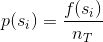 p(s_i) = \frac{f(s_i)}{n_T}